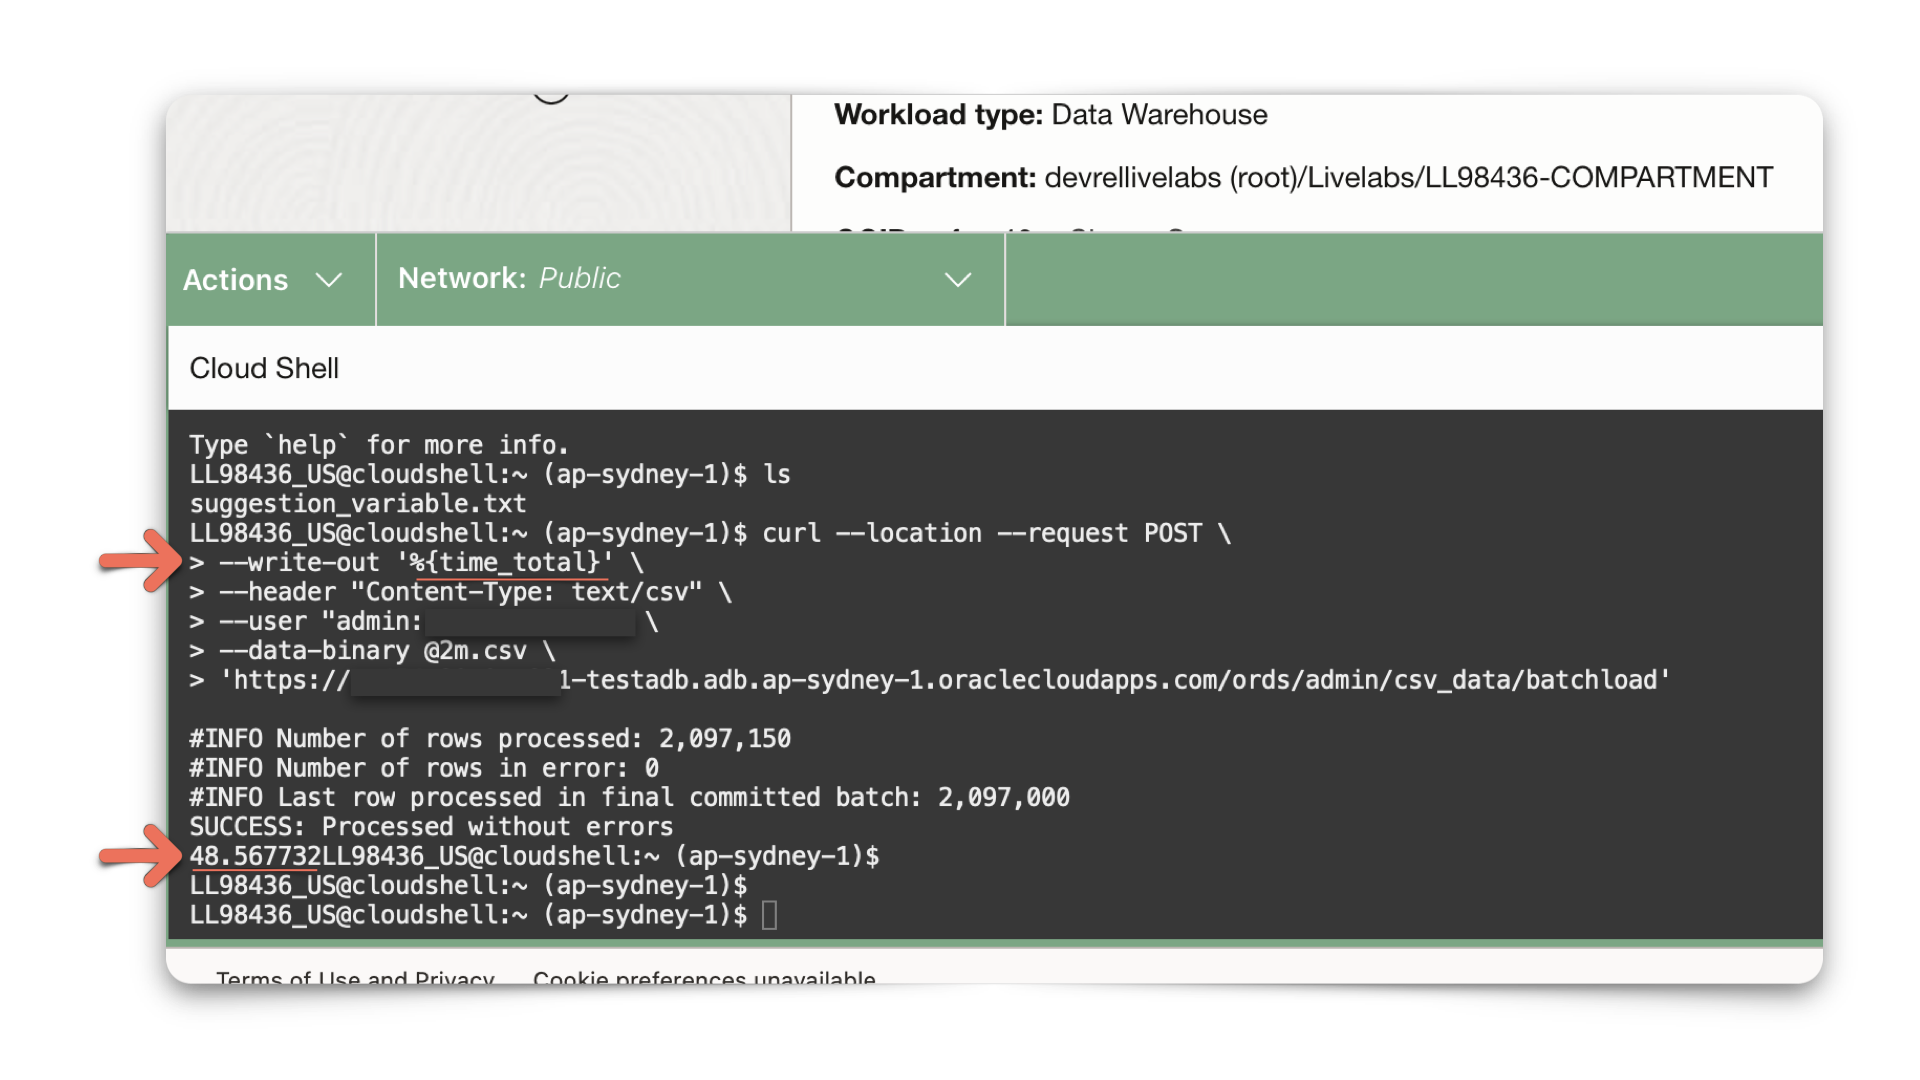 Workload type: Data Warehouse
Compartment: devrellivelabs (root)/Livelabs/LL98436-COMPARTMENT
Actions
Network: Public
Cloud Shell
Type `help` for more info.
LL98436_US@cloudshell:~ (ap-sydney-1)$ ls
suggestion_variable.txt
LL98436_US@cloudshell:~ (ap-sydney-1)$ curl --location --request POST \
> --write-out '%{time_total}' \
> --header "Content-Type: text/csv" \
> --user "admin: \
> --data-binary @2m.csv \
> 'https:// 1-testadb.adb.ap-sydney-1.oraclecloudapps.com/ords/admin/csv_data/batchload'
#INFO Number of rows processed: 2,097,150
#INFO Number of rows in error: 0
#INFO Last row processed in final committed batch: 2,097,000
SUCCESS: Processed without errors
48.567732LL98436_US@cloudshell:~ (ap-sydney-1)$
LL98436_US@cloudshell:~ (ap-sydney-1)$
LL98436_US@cloudshell:~ (ap-sydney-1)$
Terms of Use and Privacy Cookie preferences unavailable